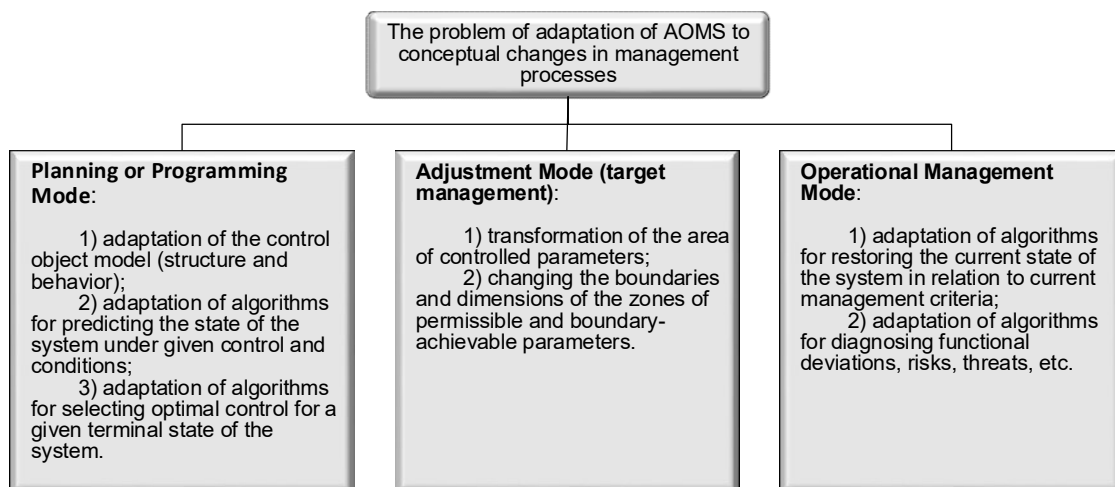 The problem of adaptation of AOMS to
conceptual changes in management
processes
Planning or Programming
Mode:
1) adaptation of the control
object model (structure and
behavior);
2) adaptation of algorithms
for predicting the state of the
system under given control and
conditions;
3) adaptation of algorithms
for selecting optimal control for a
given terminal state of the
system.
Adjustment Mode (target
management):
1) transformation of the area
of controlled parameters;
2) changing the boundaries
and dimensions of the zones of
permissible and boundary-
achievable parameters.
Operational Management
Mode:
1) adaptation of algorithms
for restoring the current state of
the system in relation to current
management criteria;
2) adaptation of algorithms
for diagnosing functional
deviations, risks, threats, etc.